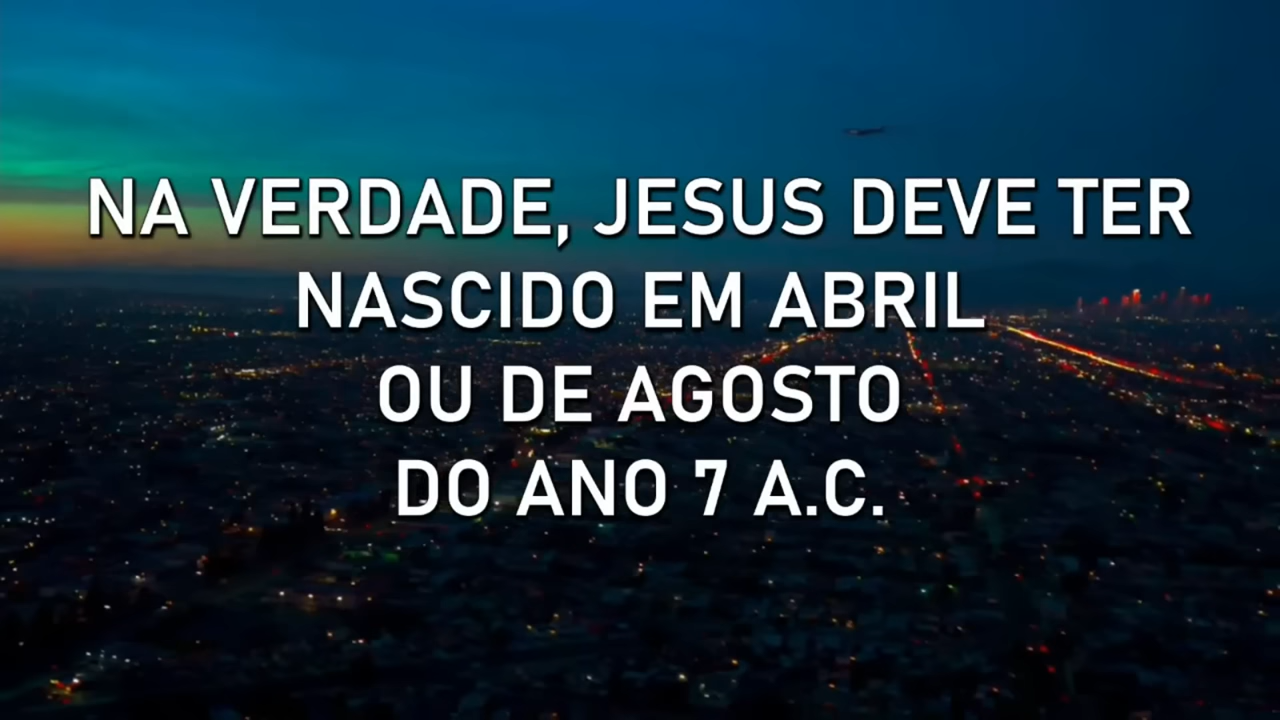 NA VERDADE, JESUS DEVE TER
NASCIDO EM ABRIL
OU DE AGOSTO
DO ANO 7 A.C.